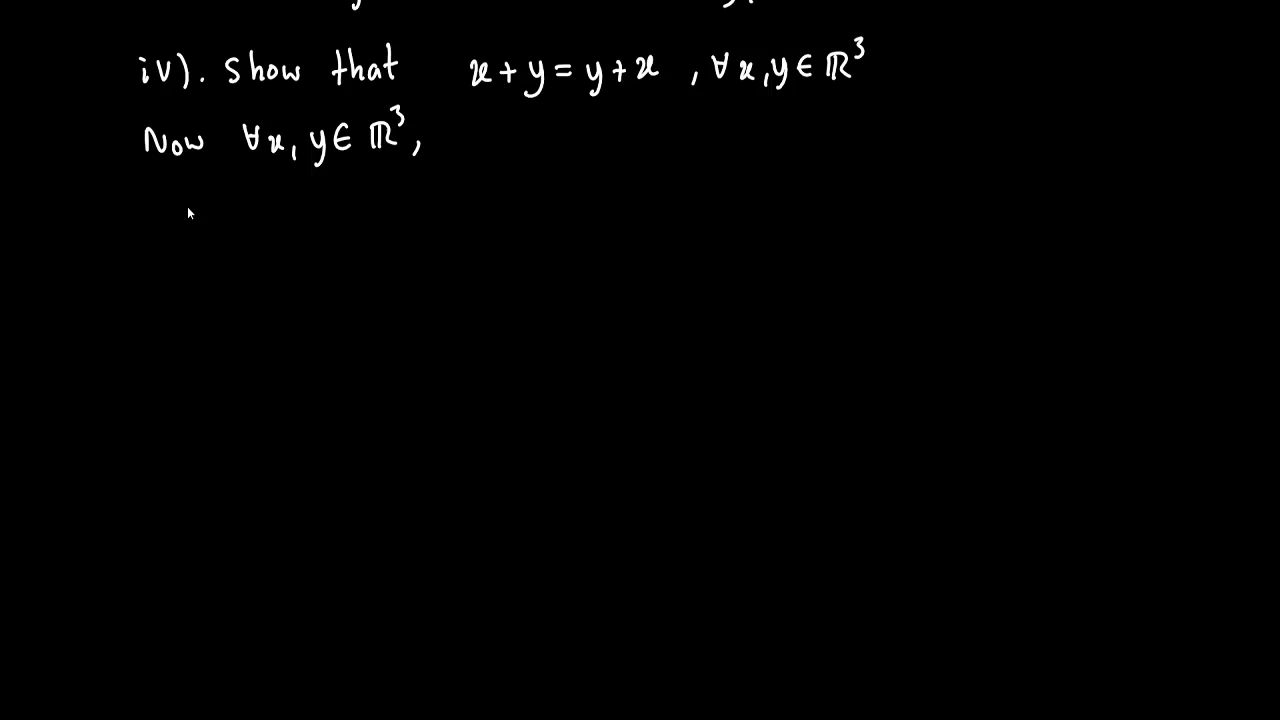 iv). show that x + y = y + x , ∀ x, y ∈ ℝ³
Now ∀ x, y ∈ ℝ³,